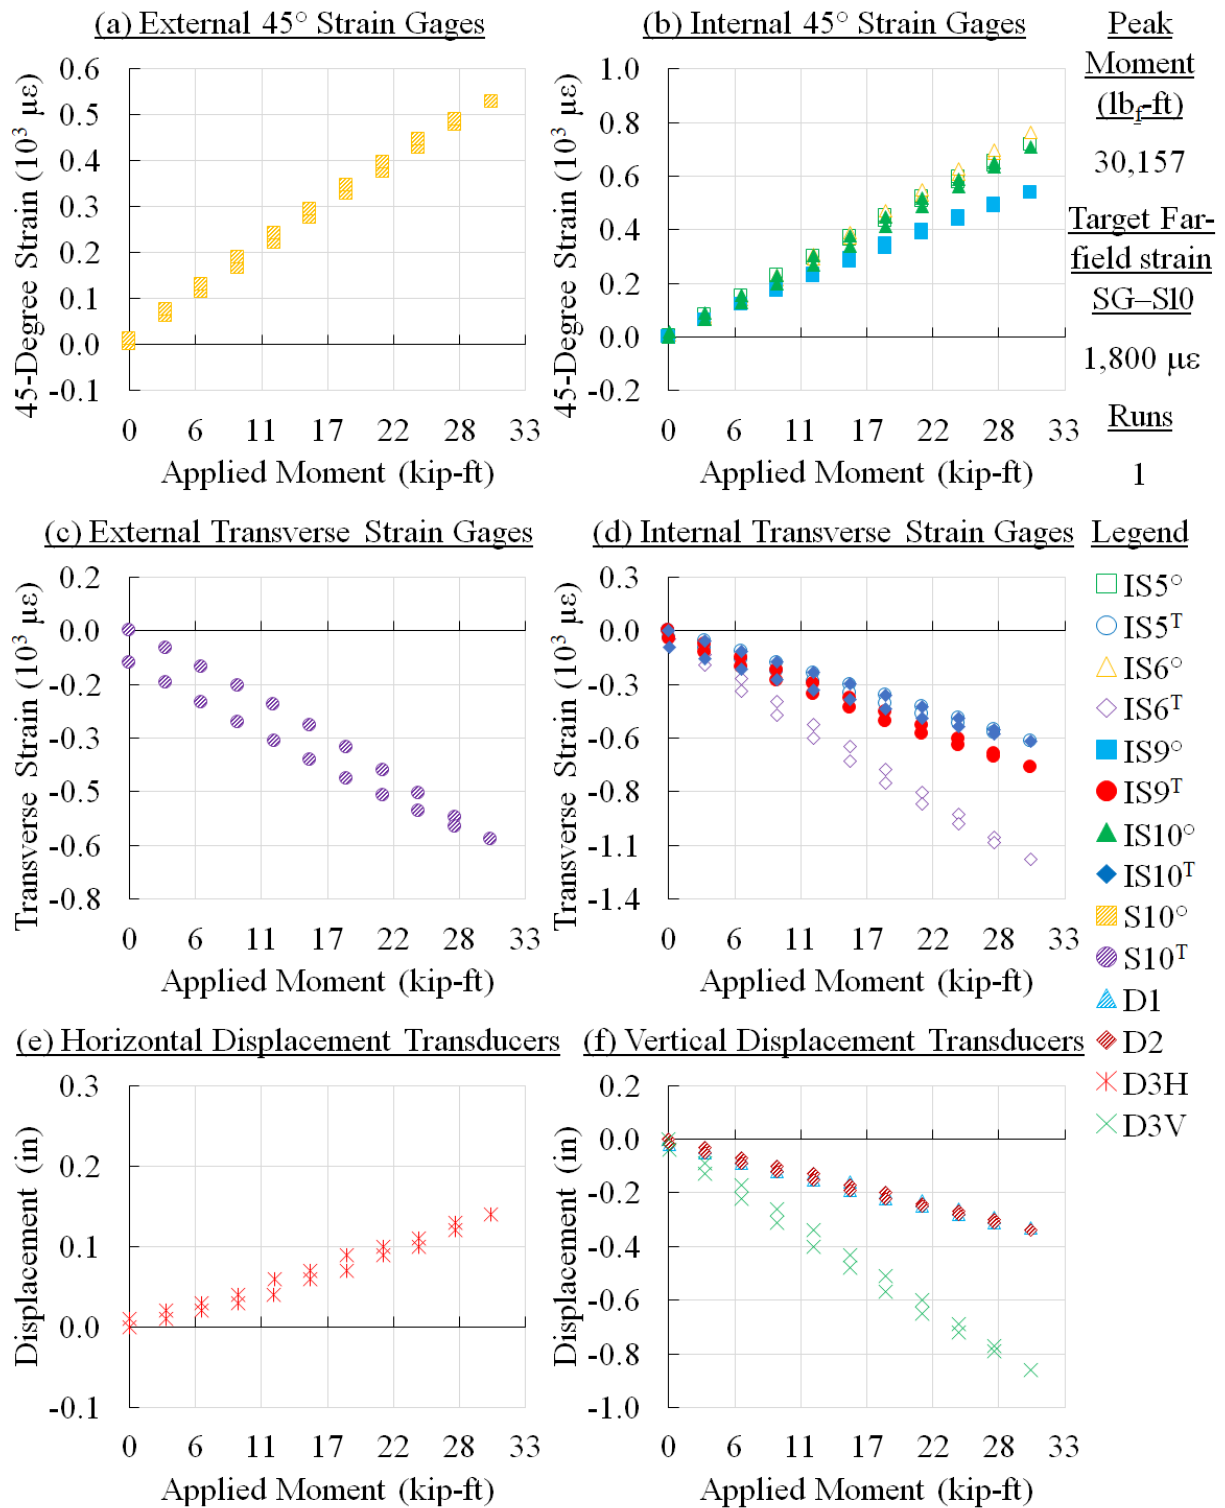 (a) External 45° Strain Gages
45-Degree Strain (10³ µε)
0.6
0.5
0.4
0.3
0.2
0.1
0.0
-0.1
0 6 11 17 22 28 33
Applied Moment (kip-ft)
(b) Internal 45° Strain Gages
45-Degree Strain (10³ µε)
1.0
0.8
0.6
0.4
0.2
0.0
-0.2
0 6 11 17 22 28 33
Applied Moment (kip-ft)
Peak
Moment
(lbf-ft)
30,157
Target Far-
field strain
SG–S10
1,800 µε
Runs
1
(c) External Transverse Strain Gages
Transverse Strain (10³ µε)
0.2
0.0
-0.2
-0.3
-0.5
-0.6
-0.8
0 6 11 17 22 28 33
Applied Moment (kip-ft)
(d) Internal Transverse Strain Gages
Transverse Strain (10³ µε)
0.3
0.0
-0.3
-0.6
-0.8
-1.1
-1.4
0 6 11 17 22 28 33
Applied Moment (kip-ft)
Legend
IS5°
IS5ᵀ
IS6°
IS6ᵀ
IS9°
IS9ᵀ
IS10°
IS10ᵀ
S10°
S10ᵀ
D1
D2
D3H
D3V
(e) Horizontal Displacement Transducers
Displacement (in)
0.3
0.2
0.1
0.0
-0.1
0 6 11 17 22 28 33
Applied Moment (kip-ft)
(f) Vertical Displacement Transducers
Displacement (in)
0.2
0.0
-0.2
-0.4
-0.6
-0.8
-1.0
0 6 11 17 22 28 33
Applied Moment (kip-ft)